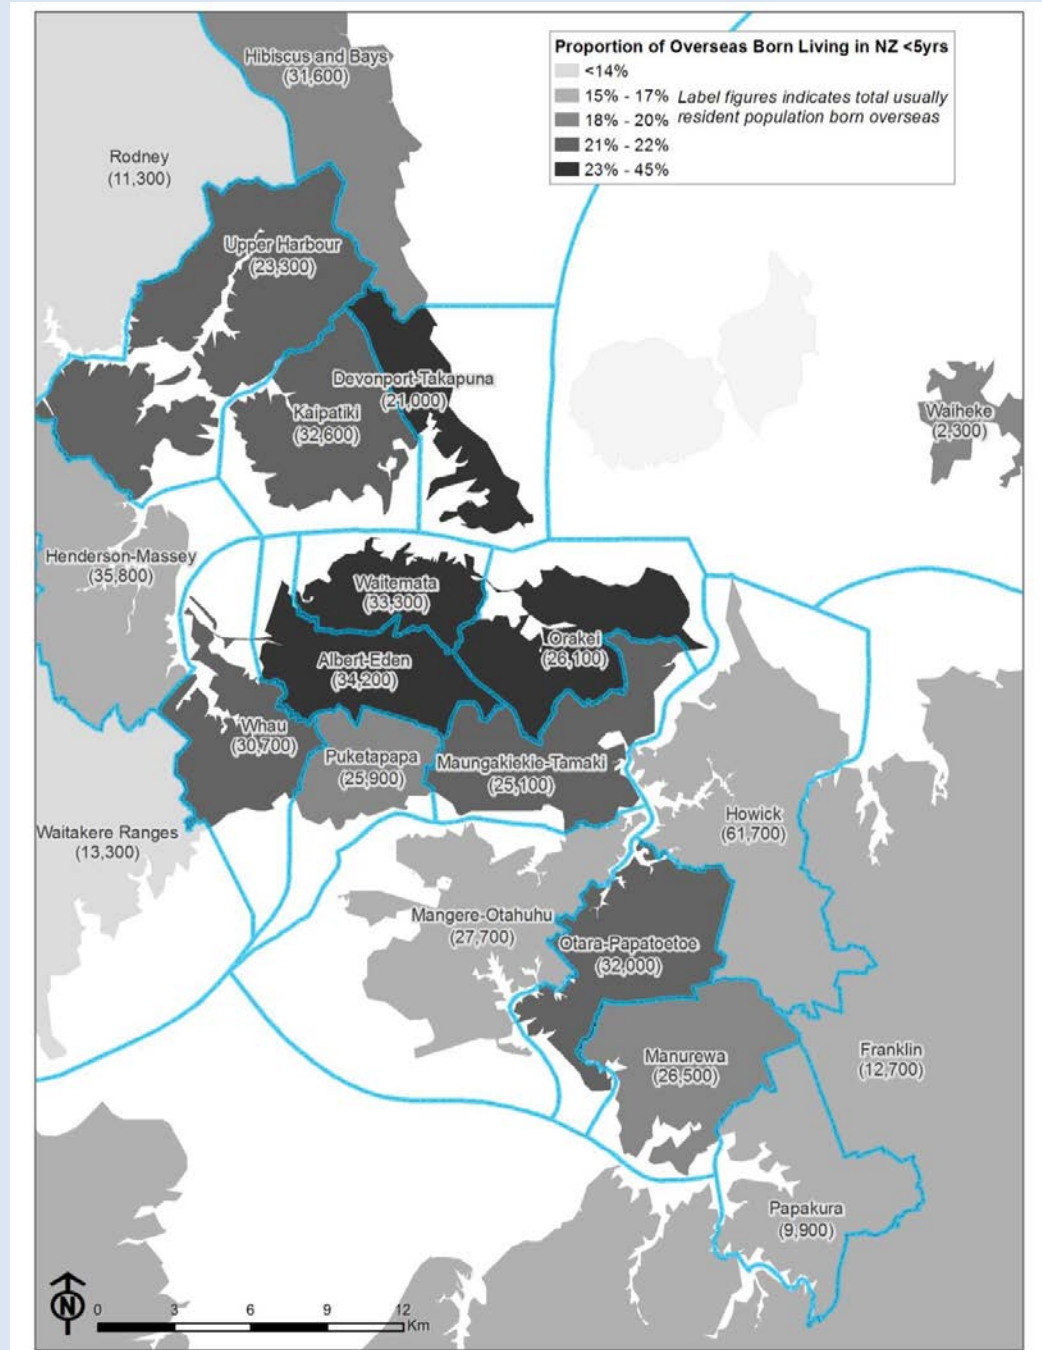 Proportion of Overseas Born Living in NZ <5yrs
<14%
15% - 17%
18% - 20%
21% - 22%
23% - 45%
Label figures indicates total usually
resident population born overseas
Hibiscus and Bays
(31,600)
Rodney
(11,300)
Upper Harbour
(23,300)
Devonport-Takapuna
(21,000)
Kaipatiki
(32,600)
Waiheke
(2,300)
Henderson-Massey
(35,800)
Waitemata
(33,300)
Orakei
(26,100)
Albert-Eden
(34,200)
Whau
(30,700)
Puketapapa
(25,900)
Maungakiekie-Tamaki
(25,100)
Howick
(61,700)
Waitakere Ranges
(13,300)
Mangere-Otahuhu
(27,700)
Otara-Papatoetoe
(32,000)
Manurewa
(26,500)
Franklin
(12,700)
Papakura
(9,900)
N
0 3 6 9 12
Km